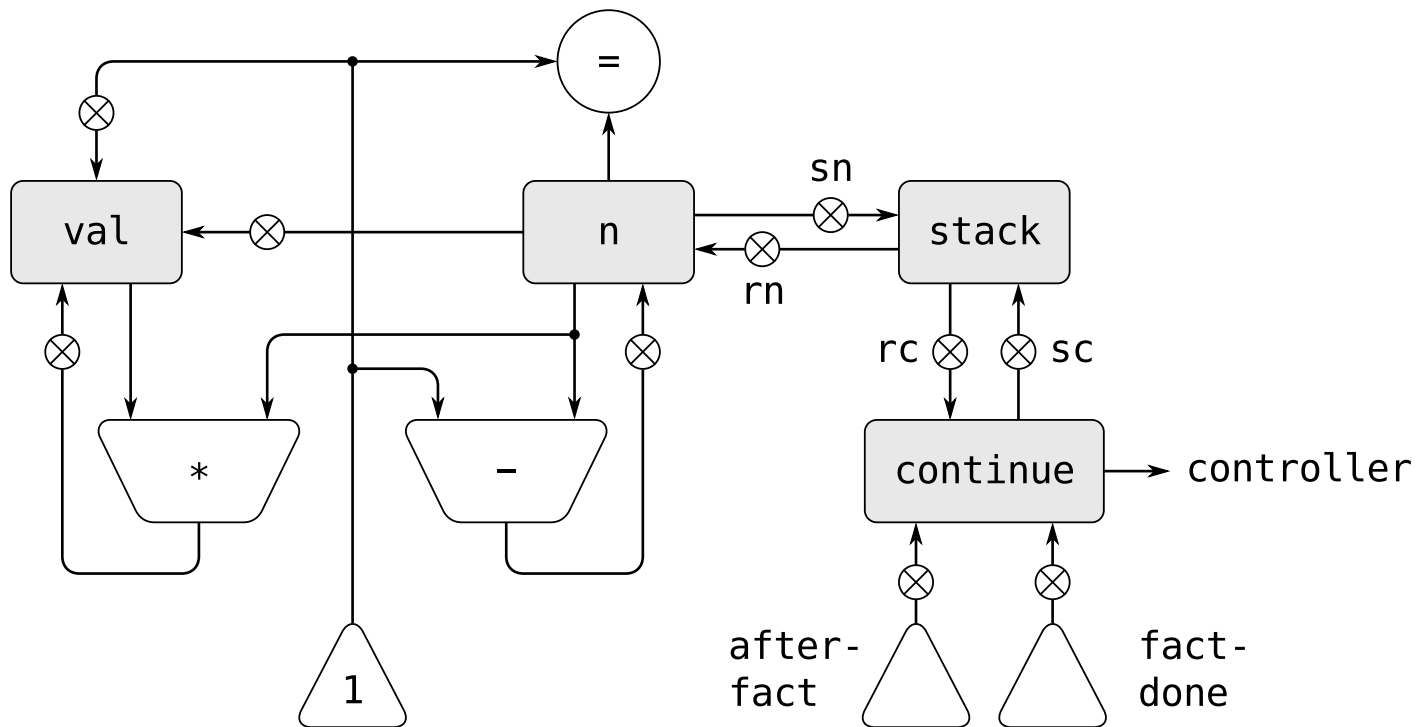 =
sn
val
n
stack
rn
rc
sc
*
−
continue
controller
1
after-
fact
fact-
done